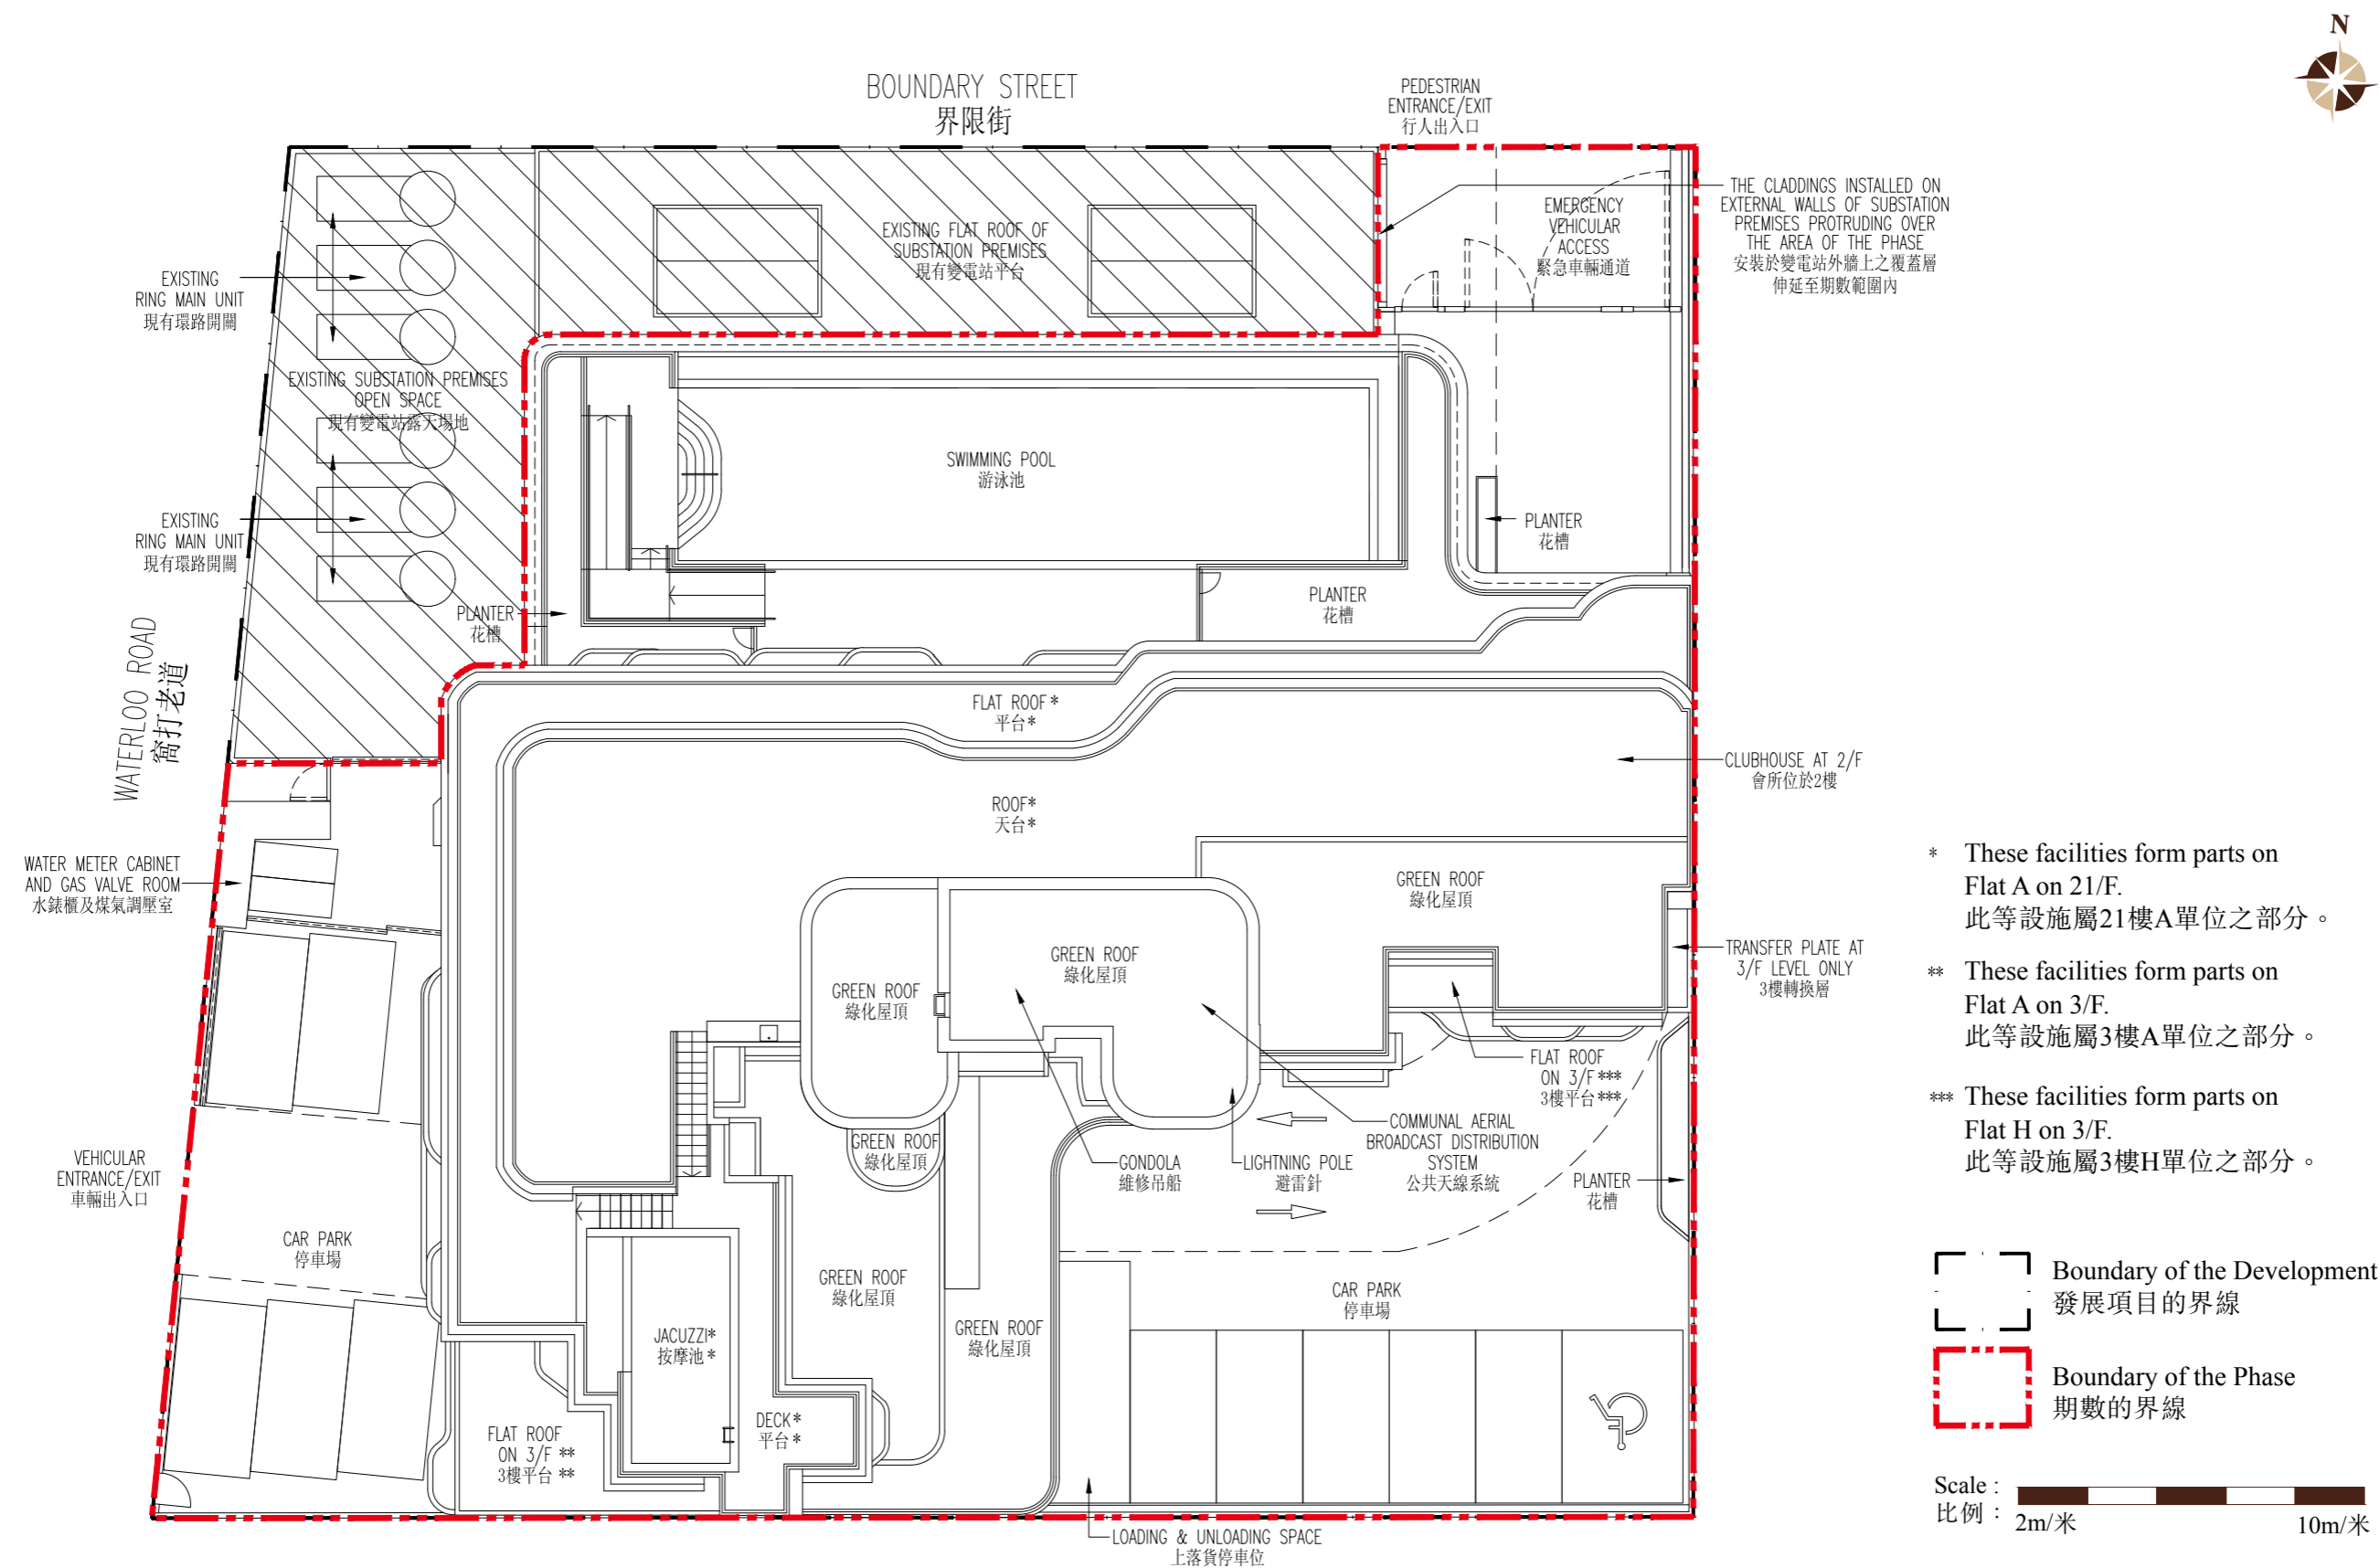 N
BOUNDARY STREET
界限街
PEDESTRIAN
ENTRANCE/EXIT
行人出入口
THE CLADDINGS INSTALLED ON
EXTERNAL WALLS OF SUBSTATION
PREMISES PROTRUDING OVER
THE AREA OF THE PHASE
安裝於變電站外牆上之覆蓋層
伸延至期數範圍內
EMERGENCY
VEHICULAR
ACCESS
緊急車輛通道
EXISTING FLAT ROOF OF
SUBSTATION PREMISES
現有變電站平台
EXISTING
RING MAIN UNIT
現有環路開關
EXISTING SUBSTATION PREMISES
OPEN SPACE
現有變電站露天場地
SWIMMING POOL
游泳池
EXISTING
RING MAIN UNIT
現有環路開關
PLANTER
花槽
PLANTER
花槽
PLANTER
花槽
WATERLOO ROAD
窩打老道
FLAT ROOF*
平台*
CLUBHOUSE AT 2/F
會所位於2樓
ROOF*
天台*
WATER METER CABINET
AND GAS VALVE ROOM
水錶櫃及煤氣調壓室
GREEN ROOF
綠化屋頂
GREEN ROOF
綠化屋頂
GREEN ROOF
綠化屋頂
TRANSFER PLATE AT
3/F LEVEL ONLY
3樓轉換層
FLAT ROOF
ON 3/F ***
3樓平台***
GREEN ROOF
綠化屋頂
COMMUNAL AERIAL
BROADCAST DISTRIBUTION
SYSTEM
公共天線系統
GONDOLA
維修吊船
LIGHTNING POLE
避雷針
PLANTER
花槽
VEHICULAR
ENTRANCE/EXIT
車輛出入口
CAR PARK
停車場
GREEN ROOF
綠化屋頂
CAR PARK
停車場
JACUZZI*
按摩池*
GREEN ROOF
綠化屋頂
DECK*
平台*
FLAT ROOF
ON 3/F **
3樓平台 **
LOADING & UNLOADING SPACE
上落貨停車位
* These facilities form parts on
Flat A on 21/F.
此等設施屬21樓A單位之部分。
** These facilities form parts on
Flat A on 3/F.
此等設施屬3樓A單位之部分。
*** These facilities form parts on
Flat H on 3/F.
此等設施屬3樓H單位之部分。
Boundary of the Development
發展項目的界線
Boundary of the Phase
期數的界線
Scale :
比例：
2m/米
10m/米